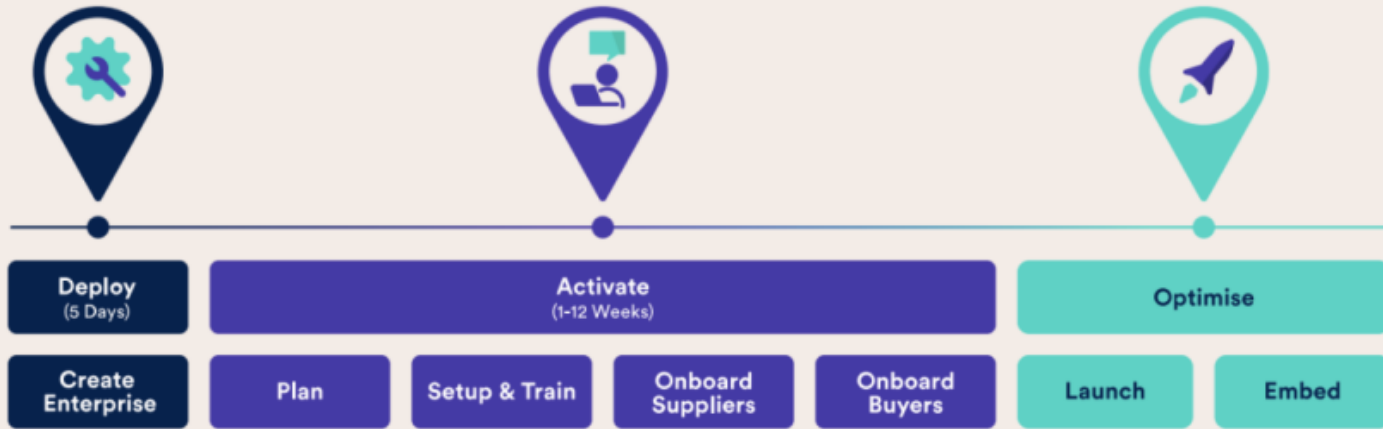 Deploy
(5 Days)
Activate
(1-12 Weeks)
Optimise
Create
Enterprise
Plan
Setup & Train
Onboard
Suppliers
Onboard
Buyers
Launch
Embed